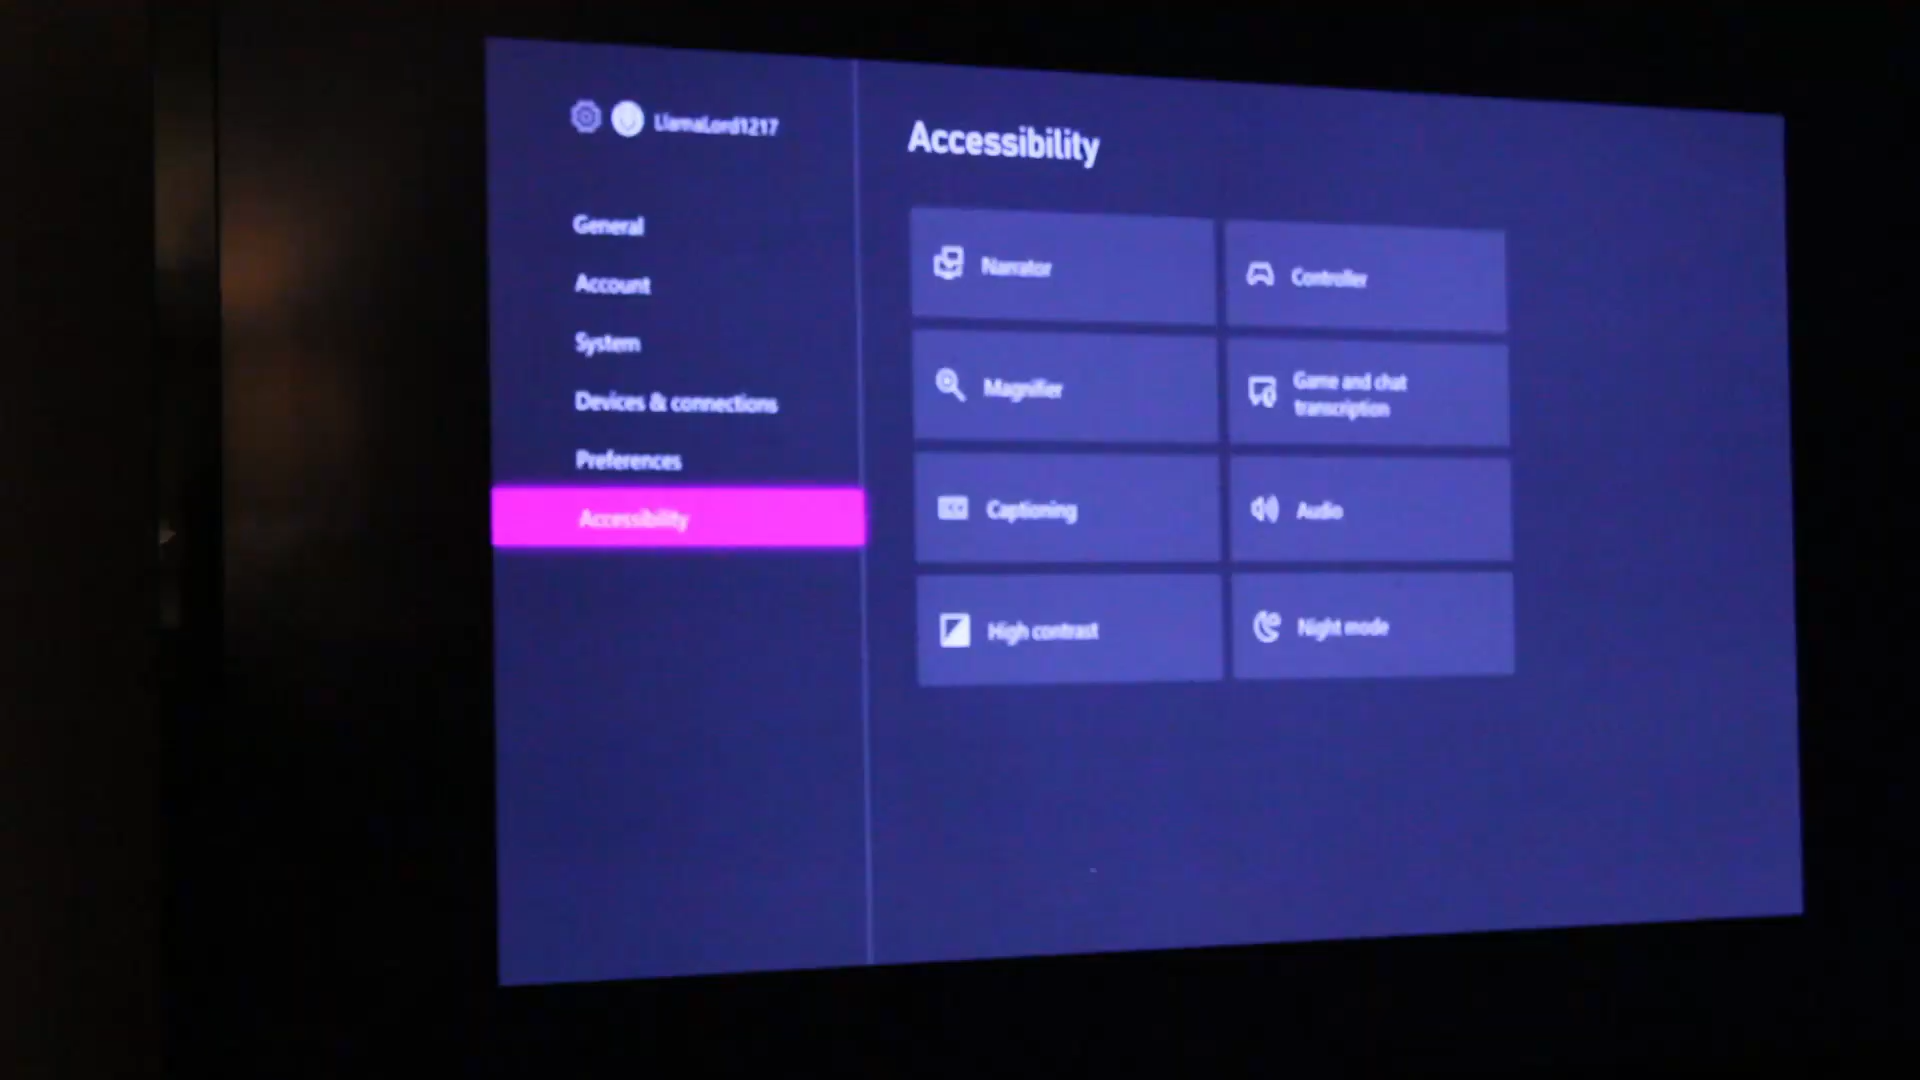 LlamaLord1217
General
Account
System
Devices & connections
Preferences
Accessibility
Accessibility
Narrator
Controller
Magnifier
Game and chat
transcription
CC
Captioning
Audio
High contrast
Night mode